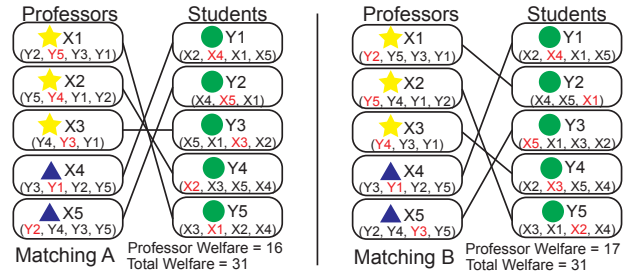 Professors Students
X1
(Y2, Y5, Y3, Y1)
X2
(Y5, Y4, Y1, Y2)
X3
(Y4, Y3, Y1)
X4
(Y3, Y1, Y2, Y5)
X5
(Y2, Y4, Y3, Y5)
Y1
(X2, X4, X1, X5)
Y2
(X4, X5, X1)
Y3
(X5, X1, X3, X2)
Y4
(X2, X3, X5, X4)
Y5
(X3, X1, X2, X4)
Matching A
Professor Welfare = 16
Total Welfare = 31
Professors Students
X1
(Y2, Y5, Y3, Y1)
X2
(Y5, Y4, Y1, Y2)
X3
(Y4, Y3, Y1)
X4
(Y3, Y1, Y2, Y5)
X5
(Y2, Y4, Y3, Y5)
Y1
(X2, X4, X1, X5)
Y2
(X4, X5, X1)
Y3
(X5, X1, X3, X2)
Y4
(X2, X3, X5, X4)
Y5
(X3, X1, X2, X4)
Matching B
Professor Welfare = 17
Total Welfare = 31